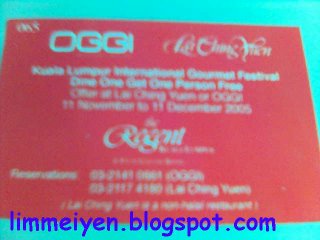 OGGI Lai Ching Yuen
Kuala Lumpur International Gourmet Festival
Dine One Get One Person Free
Offer at Lai Ching Yuen or OGGI
11 November to 11 December 2005
the
Regent
KUALA LUMPUR
Reservations: 03-2141 (OGGI)
03-2117 4180 (Lai Ching Yuen)
( Lai Ching Yuen is a non-halal restaurant )
limmeiyen.blogspot.com